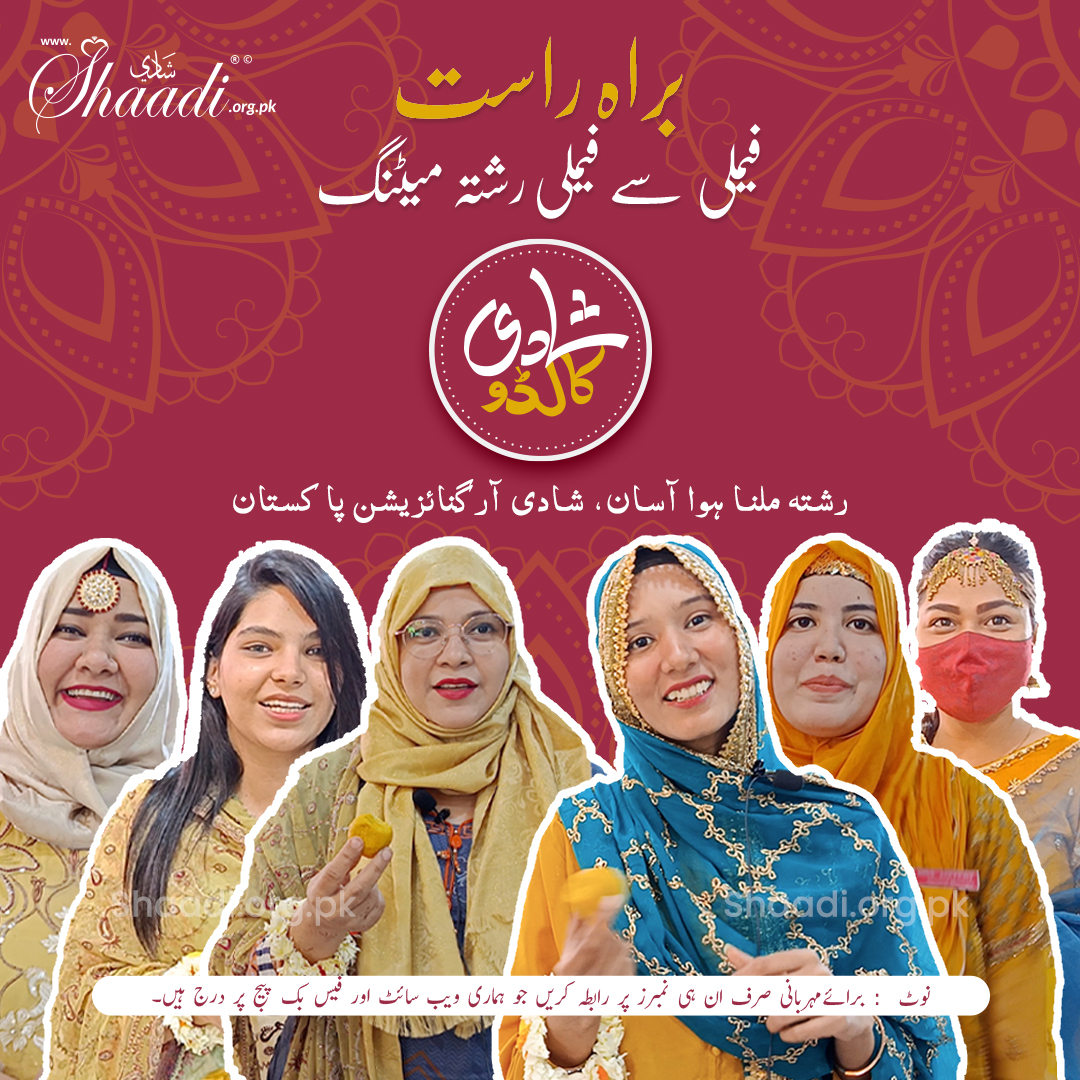 www.
شادي
Shaadi.org.pk
® ©
براہ راست
فیملی سے فیملی رشتہ میٹنگ
شادی
کا لڈو
رشتہ ملنا ہوا آسان، شادی آرگنائزیشن پاکستان
Shaadi.org.pk
Shaadi.org.pk
نوٹ : برائے مہربانی صرف ان ہی نمبرز پر رابطہ کریں جو ہماری ویب سائٹ اور فیس بک پیج پر درج ہیں۔